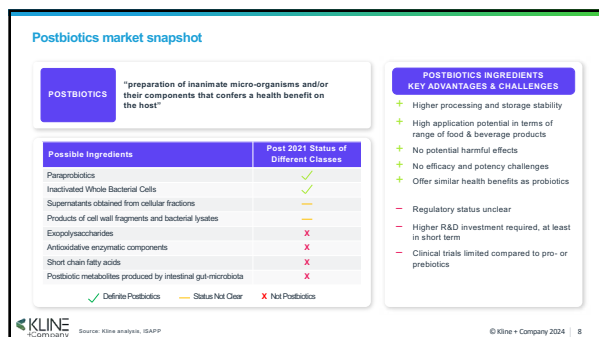 Postbiotics market snapshot
POSTBIOTICS
"preparation of inanimate micro-organisms and/or
their components that confers a health benefit on
the host"
Possible Ingredients
Post 2021 Status of
Different Classes
Paraprobiotics
Inactivated Whole Bacterial Cells
Supernatants obtained from cellular fractions
Products of cell wall fragments and bacterial lysates
Exopolysaccharides
X
Antioxidative enzymatic components
X
Short chain fatty acids
X
Postbiotic metabolites produced by intestinal gut-microbiota
X
Definite Postbiotics
Status Not Clear
X Not Postbiotics
POSTBIOTICS INGREDIENTS
KEY ADVANTAGES & CHALLENGES
+ Higher processing and storage stability
+ High application potential in terms of
range of food & beverage products
+ No potential harmful effects
+ No efficacy and potency challenges
+ Offer similar health benefits as probiotics
– Regulatory status unclear
– Higher R&D investment required, at least
in short term
– Clinical trials limited compared to pro- or
prebiotics
KLINE
+Company
Source: Kline analysis, ISAPP
© Kline + Company 2024 | 8